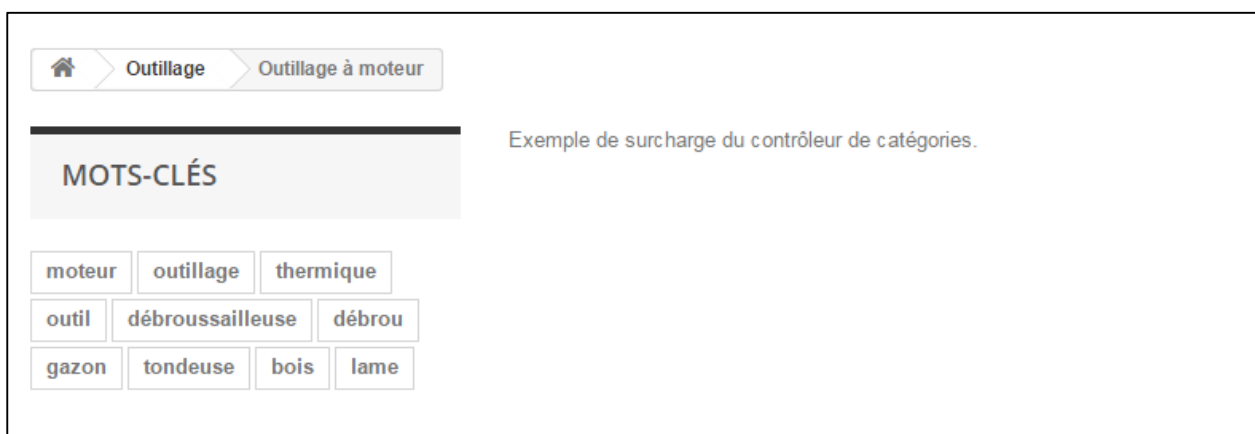 Outillage Outillage à moteur
Exemple de surcharge du contrôleur de catégories.
MOTS-CLÉS
moteur outillage thermique
outil débroussailleuse débrou
gazon tondeuse bois lame